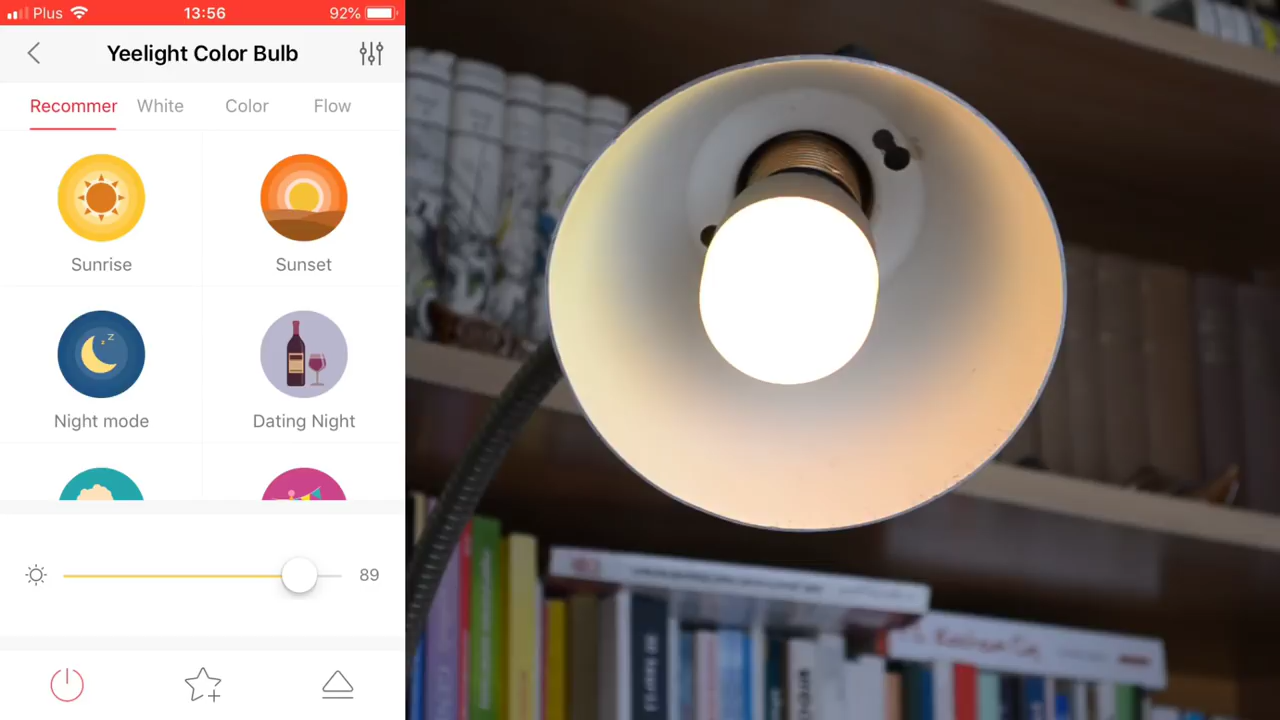 Plus 13:56 92%
Yeelight Color Bulb
Recommer White Color Flow
Sunrise Sunset
Night mode Dating Night
89